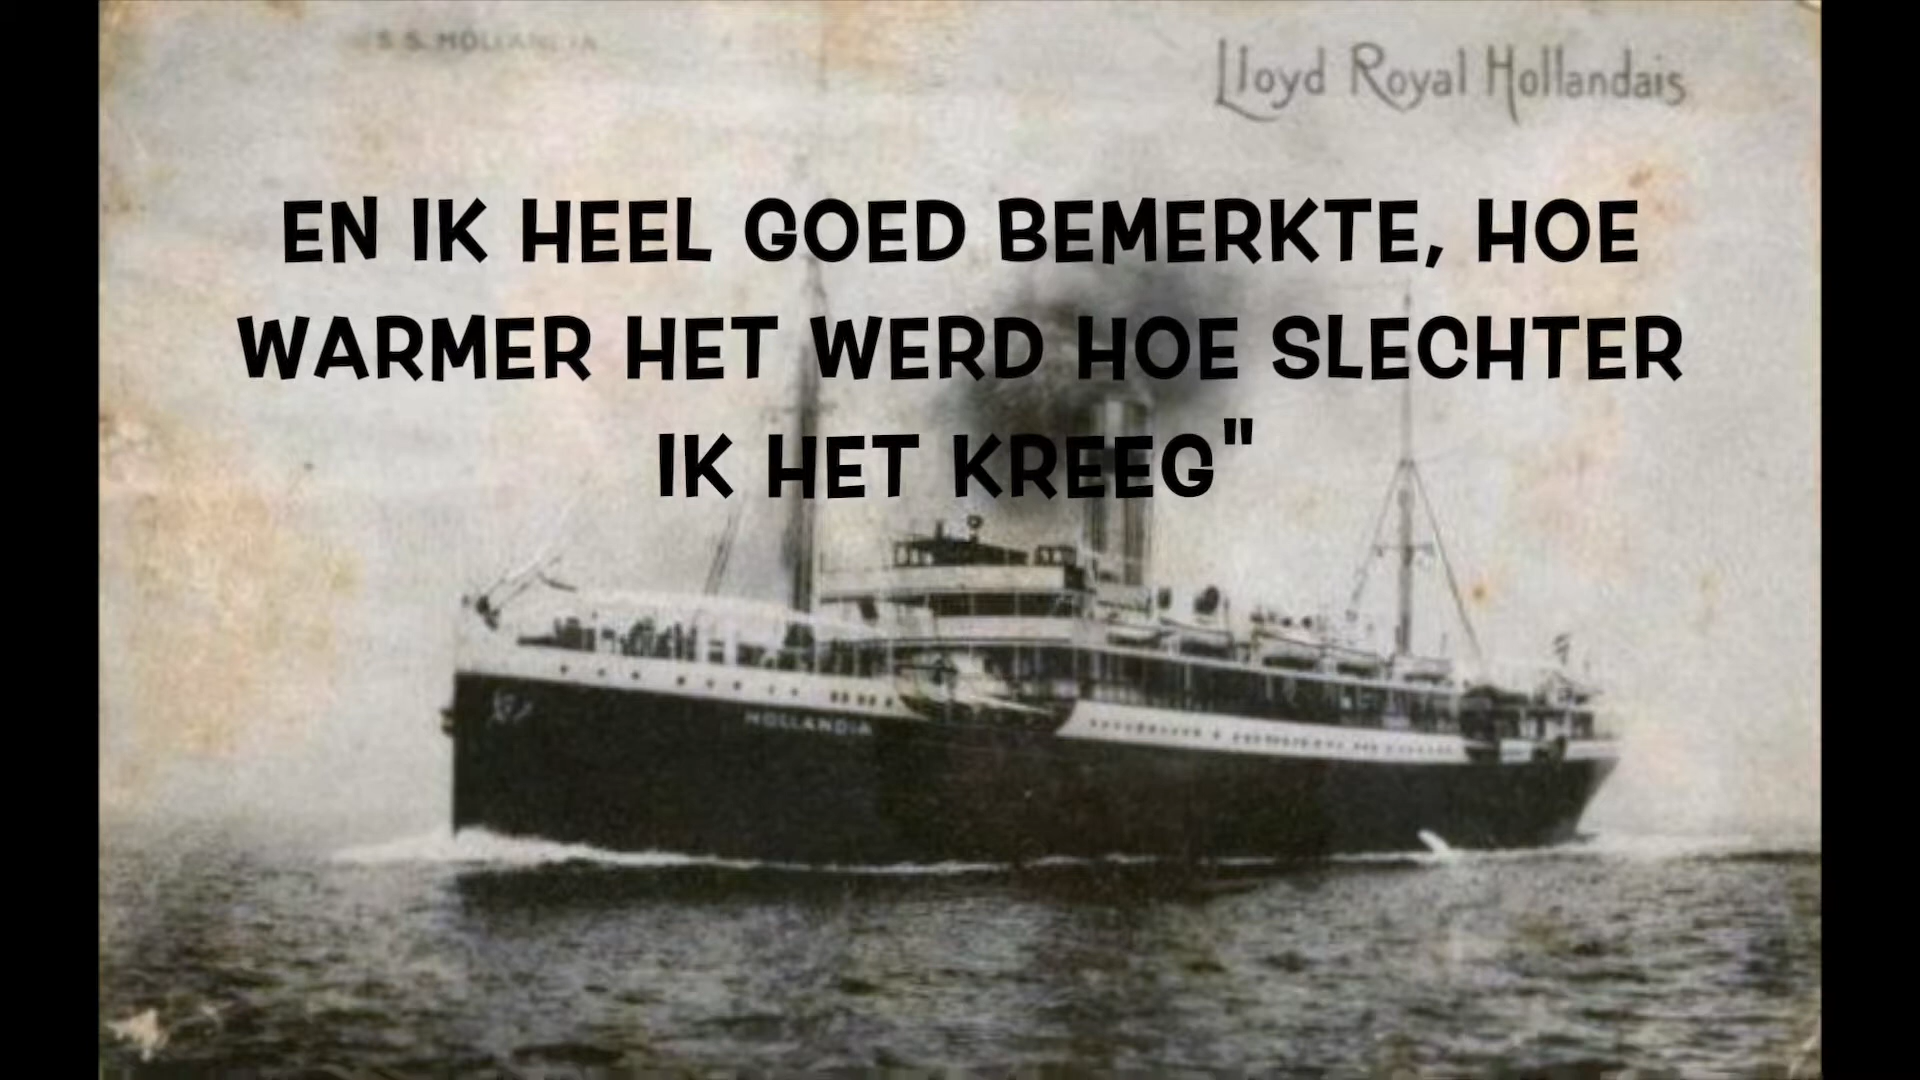 S.S. HOLLANDIA
Lloyd Royal Hollandais
EN IK HEEL GOED BEMERKTE, HOE
WARMER HET WERD HOE SLECHTER
IK HET KREEG"
HOLLANDIA